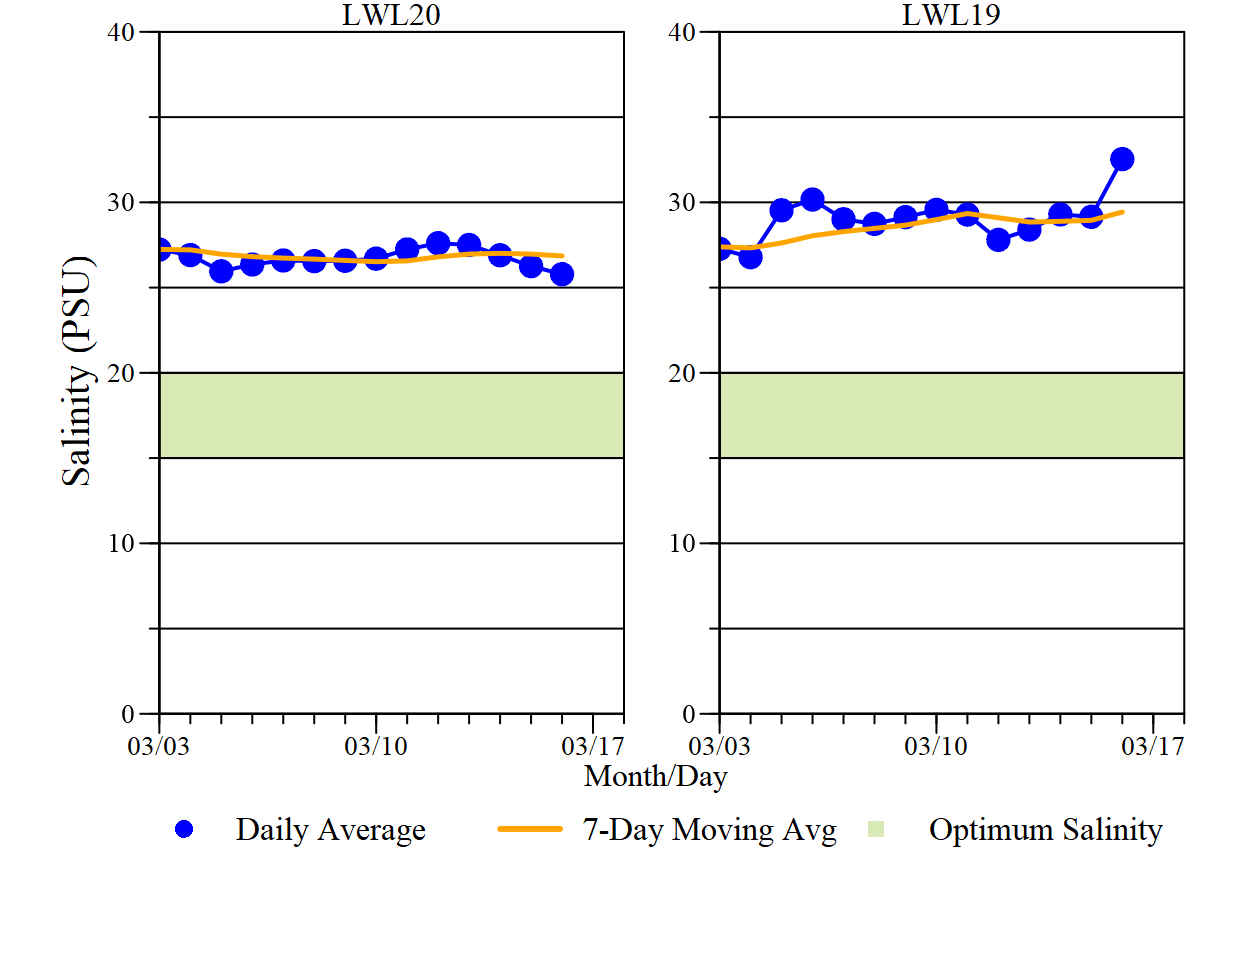 LWL20
LWL19
40
30
20
10
0
40
30
20
10
0
Salinity (PSU)
03/03
03/10
03/17
03/03
03/10
03/17
Month/Day
Daily Average
7-Day Moving Avg
Optimum Salinity